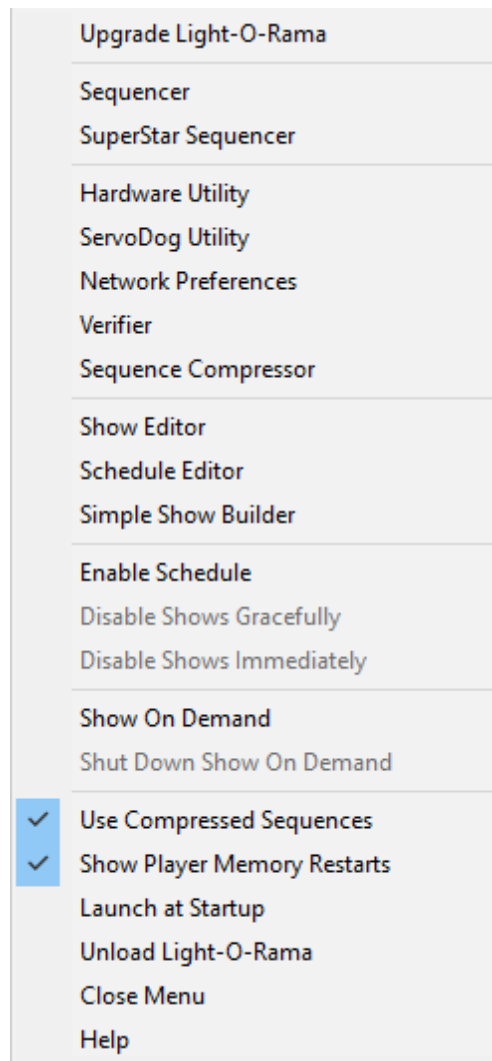 Upgrade Light-O-Rama
Sequencer
SuperStar Sequencer
Hardware Utility
ServoDog Utility
Network Preferences
Verifier
Sequence Compressor
Show Editor
Schedule Editor
Simple Show Builder
Enable Schedule
Disable Shows Gracefully
Disable Shows Immediately
Show On Demand
Shut Down Show On Demand
Use Compressed Sequences
Show Player Memory Restarts
Launch at Startup
Unload Light-O-Rama
Close Menu
Help